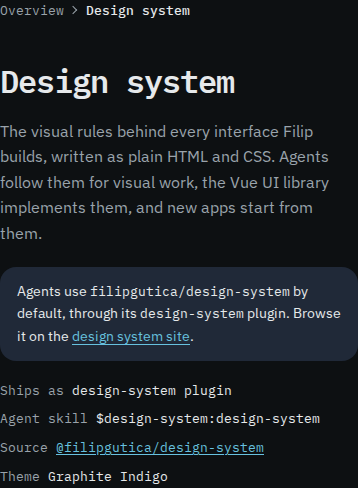 Overview > Design system
Design system
The visual rules behind every interface Filip
builds, written as plain HTML and CSS. Agents
follow them for visual work, the Vue UI library
implements them, and new apps start from
them.
Agents use filipgutica/design-system by
default, through its design-system plugin. Browse
it on the design system site.
Ships as design-system plugin
Agent skill $design-system:design-system
Source @filipgutica/design-system
Theme Graphite Indigo